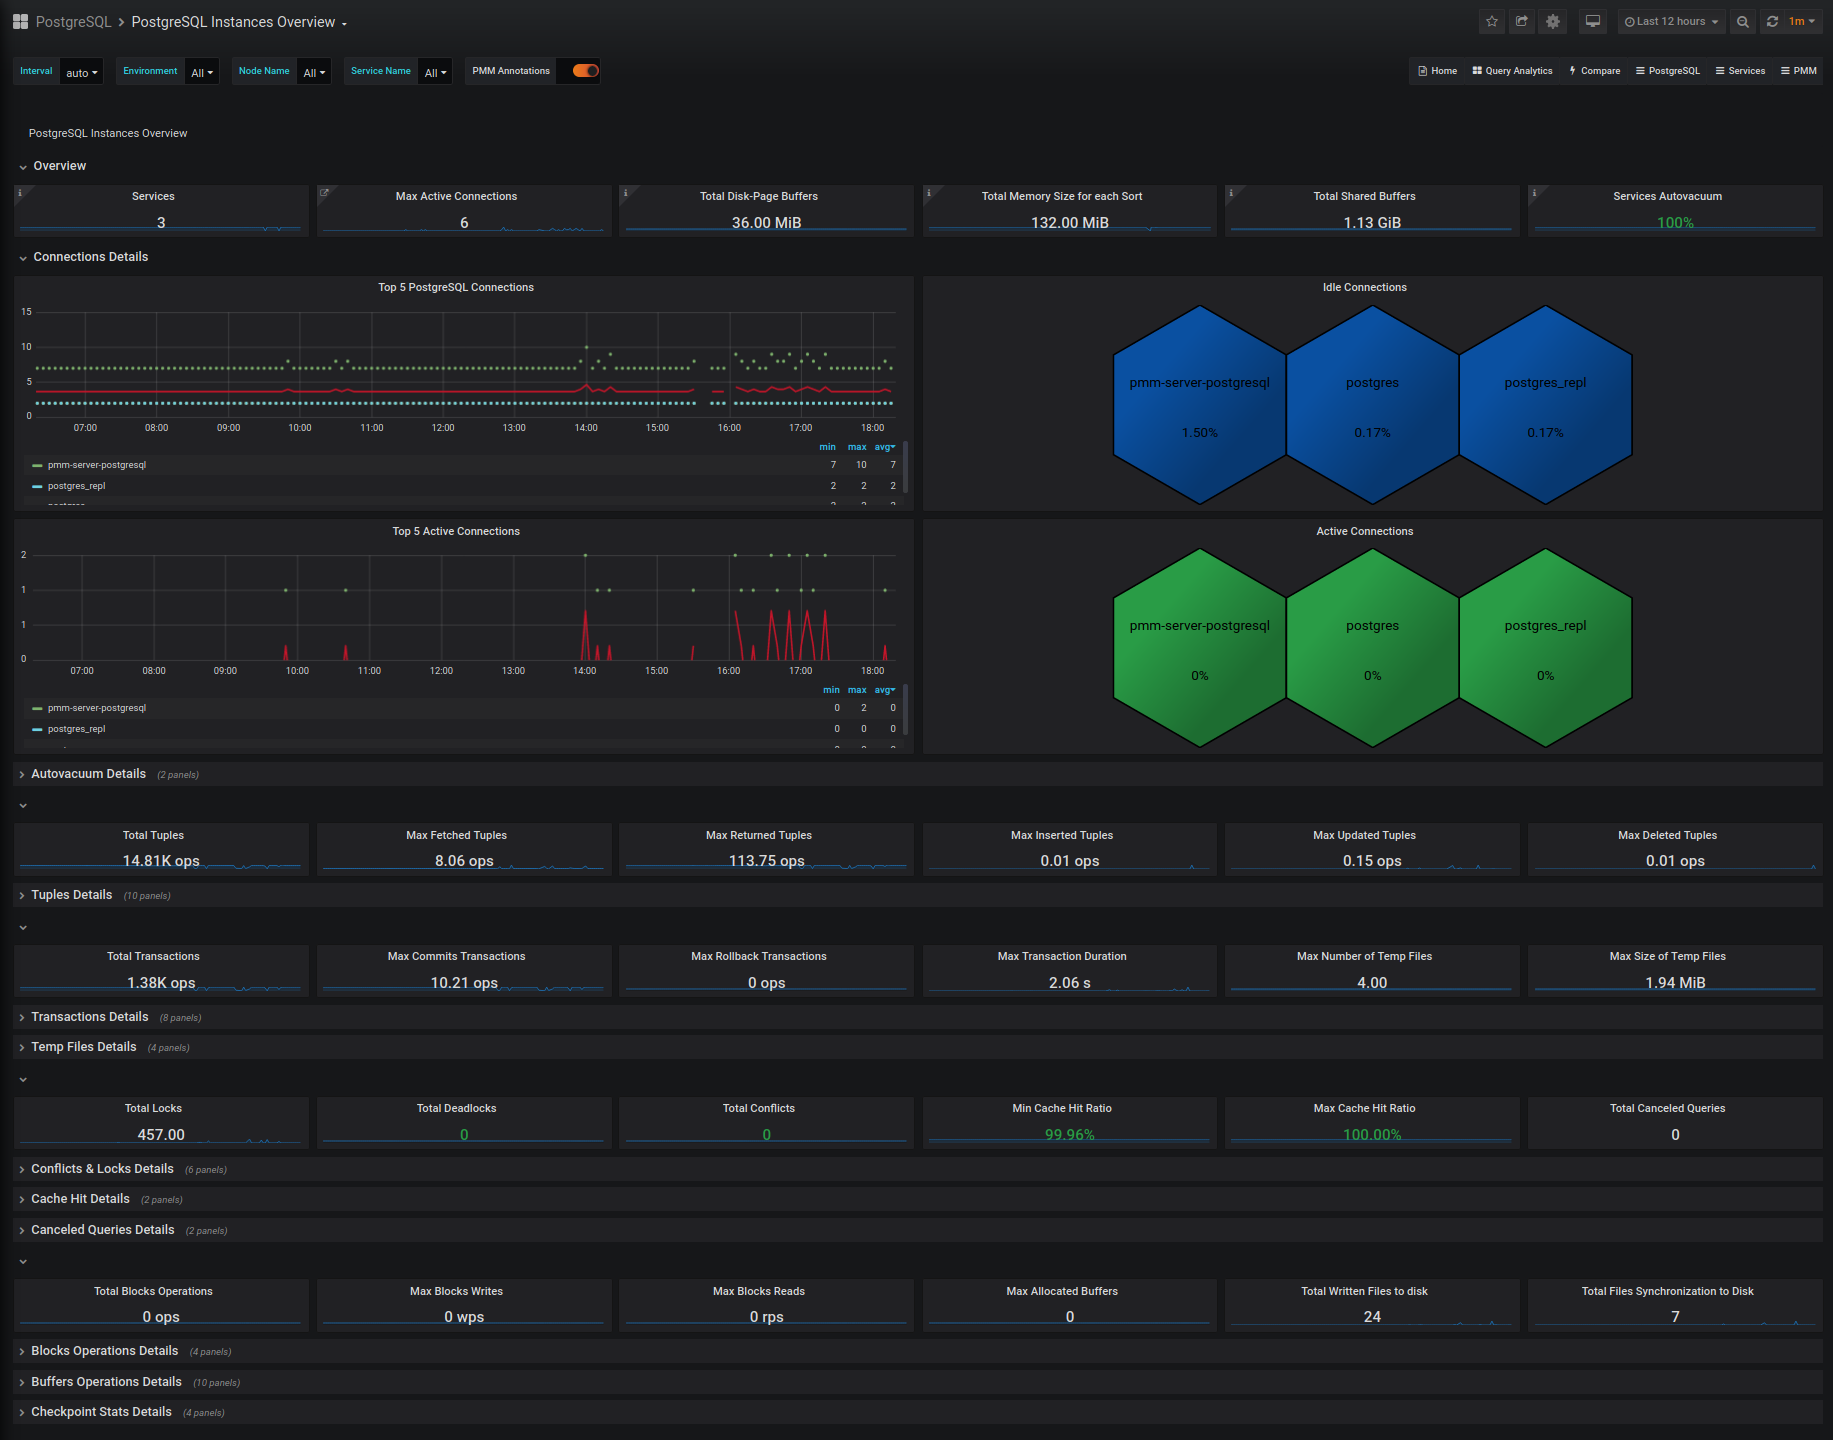 PostgreSQL > PostgreSQL Instances Overview
Last 12 hours
1m
Interval auto Environment All Node Name All Service Name All PMM Annotations
Home Query Analytics Compare PostgreSQL Services PMM
PostgreSQL Instances Overview
Overview
Services Max Active Connections Total Disk-Page Buffers Total Memory Size for each Sort Total Shared Buffers Services Autovacuum
3 6 36.00 MiB 132.00 MiB 1.13 GiB 100%
Connections Details
Top 5 PostgreSQL Connections
15
10
5
0
07:00 08:00 09:00 10:00 11:00 12:00 13:00 14:00 15:00 16:00 17:00 18:00
min max avg
pmm-server-postgresql 7 10 7
postgres_repl 2 2 2
Idle Connections
pmm-server-postgresql postgres postgres_repl
1.50% 0.17% 0.17%
Top 5 Active Connections
2
1
1
0
07:00 08:00 09:00 10:00 11:00 12:00 13:00 14:00 15:00 16:00 17:00 18:00
min max avg
pmm-server-postgresql 0 2 0
postgres_repl 0 0 0
Active Connections
pmm-server-postgresql postgres postgres_repl
0% 0% 0%
Autovacuum Details (2 panels)
Total Tuples Max Fetched Tuples Max Returned Tuples Max Inserted Tuples Max Updated Tuples Max Deleted Tuples
14.81K ops 8.06 ops 113.75 ops 0.01 ops 0.15 ops 0.01 ops
Tuples Details (10 panels)
Total Transactions Max Commits Transactions Max Rollback Transactions Max Transaction Duration Max Number of Temp Files Max Size of Temp Files
1.38K ops 10.21 ops 0 ops 2.06 s 4.00 1.94 MiB
Transactions Details (8 panels)
Temp Files Details (4 panels)
Total Locks Total Deadlocks Total Conflicts Min Cache Hit Ratio Max Cache Hit Ratio Total Canceled Queries
457.00 0 0 99.96% 100.00% 0
Conflicts & Locks Details (6 panels)
Cache Hit Details (2 panels)
Canceled Queries Details (2 panels)
Total Blocks Operations Max Blocks Writes Max Blocks Reads Max Allocated Buffers Total Written Files to disk Total Files Synchronization to Disk
0 ops 0 wps 0 rps 0 24 7
Blocks Operations Details (4 panels)
Buffers Operations Details (10 panels)
Checkpoint Stats Details (4 panels)